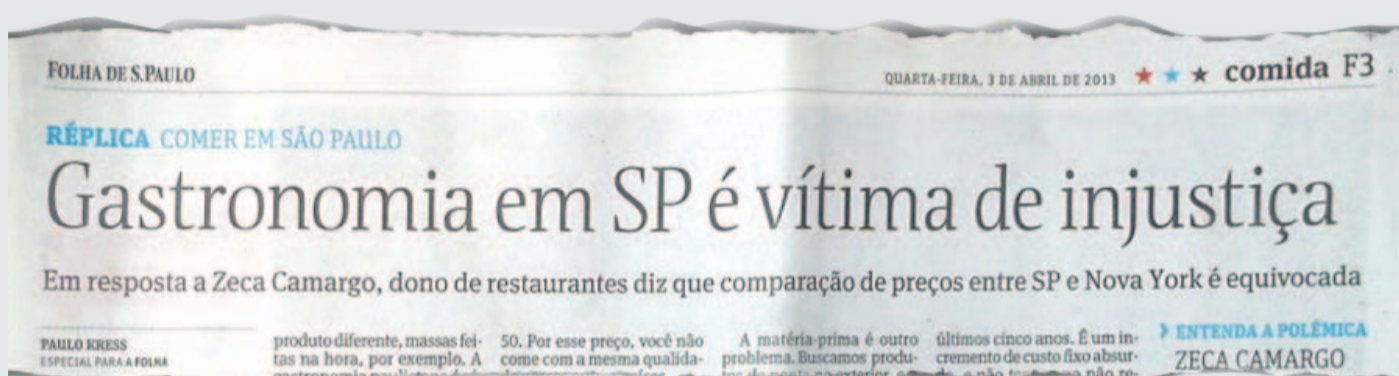 FOLHA DE S.PAULO
QUARTA-FEIRA, 3 DE ABRIL DE 2013 ★ ★ ★ comida F3
RÉPLICA COMER EM SÃO PAULO
Gastronomia em SP é vítima de injustiça
Em resposta a Zeca Camargo, dono de restaurantes diz que comparação de preços entre SP e Nova York é equivocada
PAULO KRESS
ESPECIAL PARA A FOLHA
produto diferente, massas fei-
tas na hora, por exemplo. A
50. Por esse preço, você não
come com a mesma qualida-
A matéria-prima é outro
problema. Buscamos produ-
últimos cinco anos. É um in-
cremento de custo fixo absur-
ENTENDA A POLÊMICA
ZECA CAMARGO